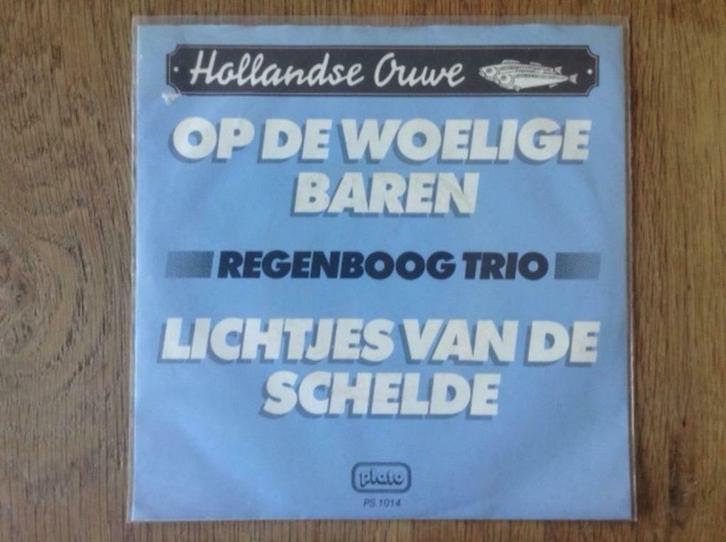 Hollandse Ouwe
OP DE WOELIGE
BAREN
REGENBOOG TRIO
LICHTJES VAN DE
SCHELDE
plato
PS 1014